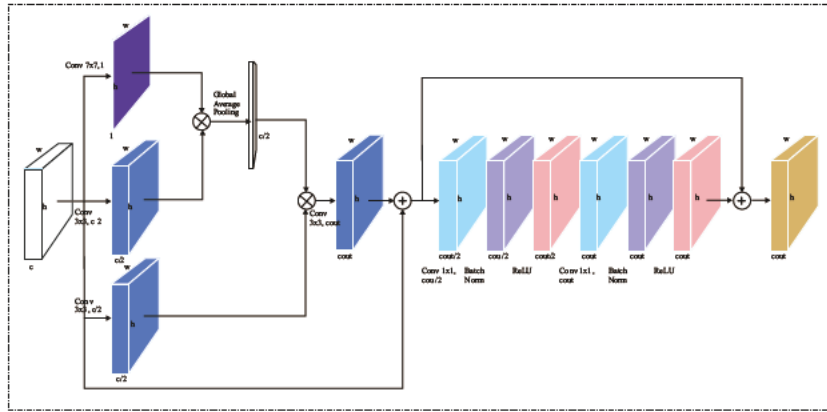 w
Conv 7x7, 1
h
1
Global
Average
Pooling
c/2
w
h
c
w
h
Conv
3x3, c 2
c/2
w
h
Conv
3x3, c/2
c/2
w
h
Conv
3x3, cout
cout
w
h
cout/2
Conv 1x1,
cou/2
w
h
cou/2
Batch
Norm
w
h
cout/2
ReLU
w
h
cout
Conv 1x1,
cout
w
h
cout
Batch
Norm
w
h
cout
ReLU
w
h
cout